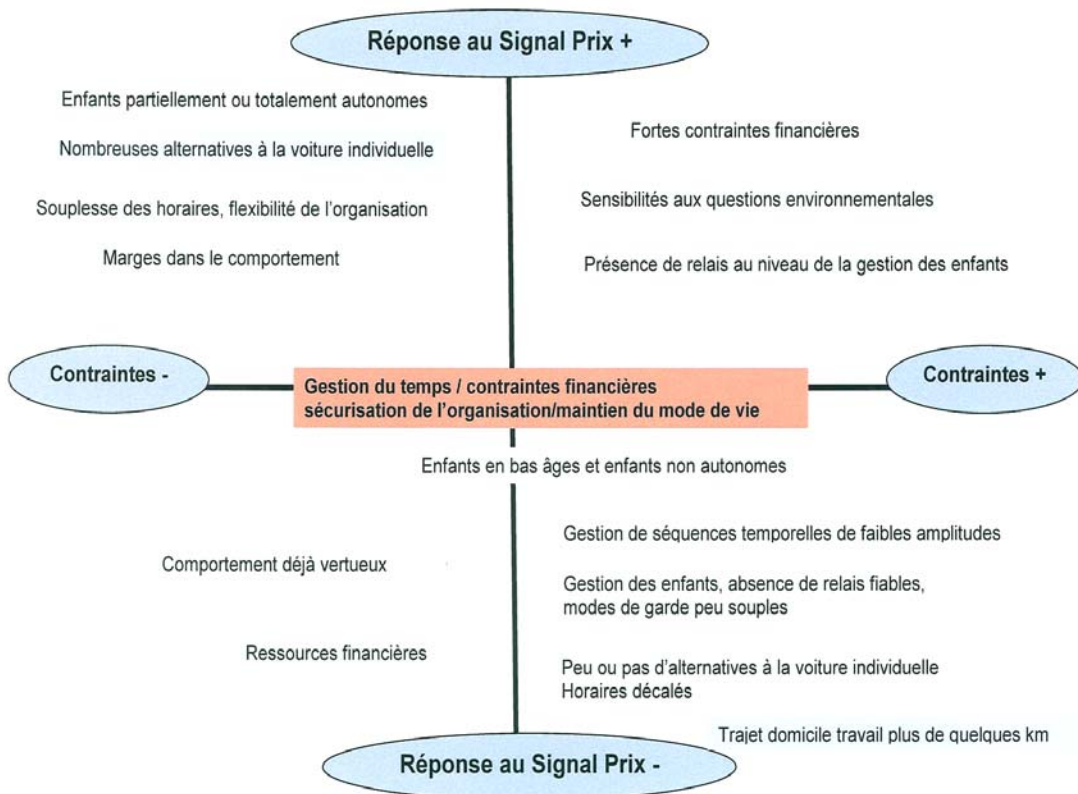 Réponse au Signal Prix +
Enfants partiellement ou totalement autonomes
Fortes contraintes financières
Nombreuses alternatives à la voiture individuelle
Sensibilités aux questions environnementales
Souplesse des horaires, flexibilité de l'organisation
Marges dans le comportement
Présence de relais au niveau de la gestion des enfants
Contraintes -
Gestion du temps / contraintes financières
sécurisation de l'organisation/maintien du mode de vie
Contraintes +
Enfants en bas âges et enfants non autonomes
Gestion de séquences temporelles de faibles amplitudes
Comportement déjà vertueux
Gestion des enfants, absence de relais fiables,
modes de garde peu souples
Ressources financières
Peu ou pas d'alternatives à la voiture individuelle
Horaires décalés
Trajet domicile travail plus de quelques km
Réponse au Signal Prix -